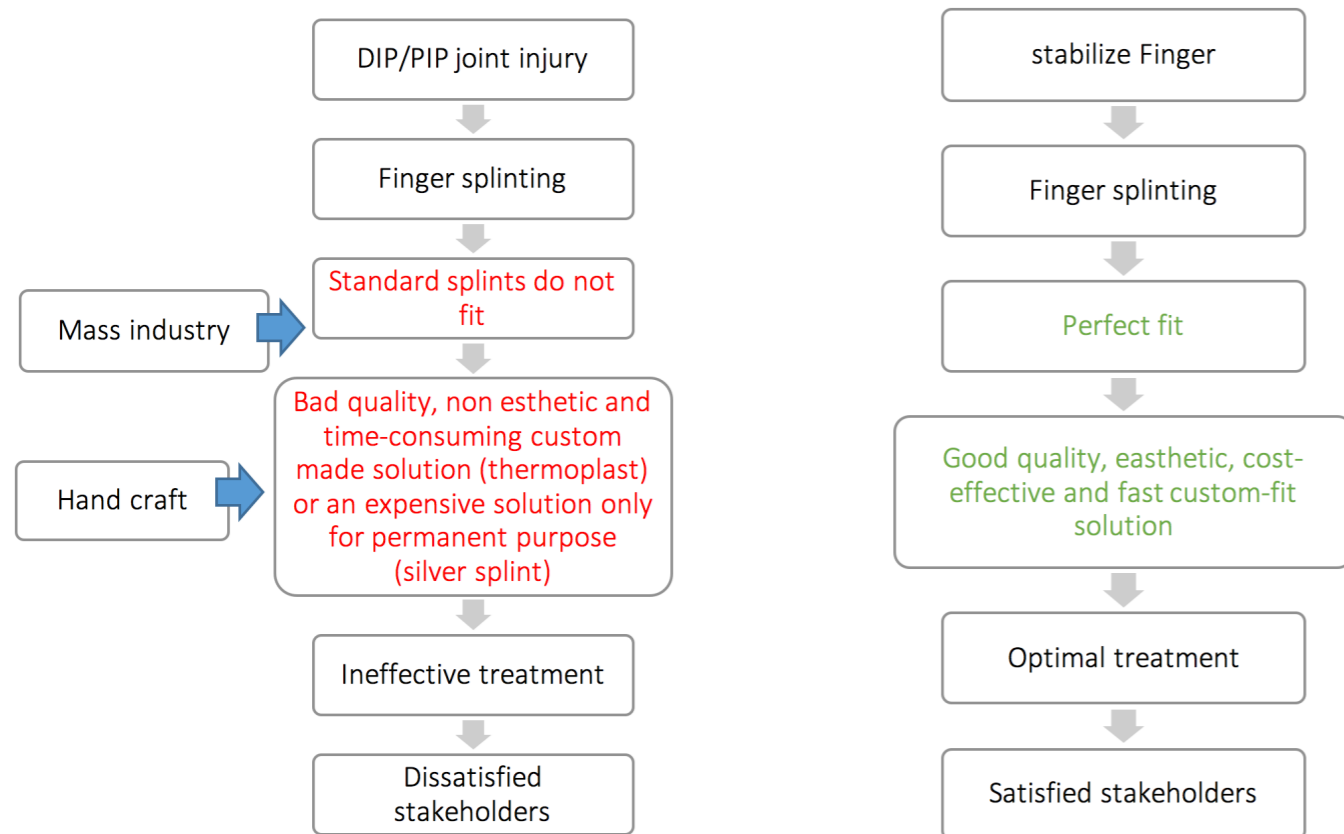 DIP/PIP joint injury
Finger splinting
Standard splints do not
fit
Mass industry
Bad quality, non esthetic and
time-consuming custom
made solution (thermoplast)
or an expensive solution only
for permanent purpose
(silver splint)
Hand craft
Ineffective treatment
Dissatisfied
stakeholders
stabilize Finger
Finger splinting
Perfect fit
Good quality, easthetic, cost-
effective and fast custom-fit
solution
Optimal treatment
Satisfied stakeholders